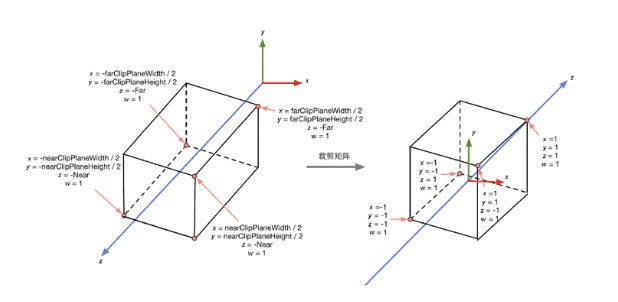 y
x
x = -farClipPlaneWidth / 2
y = -farClipPlaneHeight / 2
z = -Far
w = 1
x = farClipPlaneWidth / 2
y = farClipPlaneHeight / 2
z = -Far
w = 1
x = -nearClipPlaneWidth / 2
y = -nearClipPlaneHeight / 2
z = -Near
w = 1
x = nearClipPlaneWidth / 2
y = nearClipPlaneHeight / 2
z = -Near
w = 1
z
裁剪矩阵
z
y
x
x =1
y = 1
z = 1
w = 1
x =-1
y = -1
z = 1
w = 1
x =1
y = 1
z = -1
w = 1
x =-1
y = -1
z = -1
w = 1